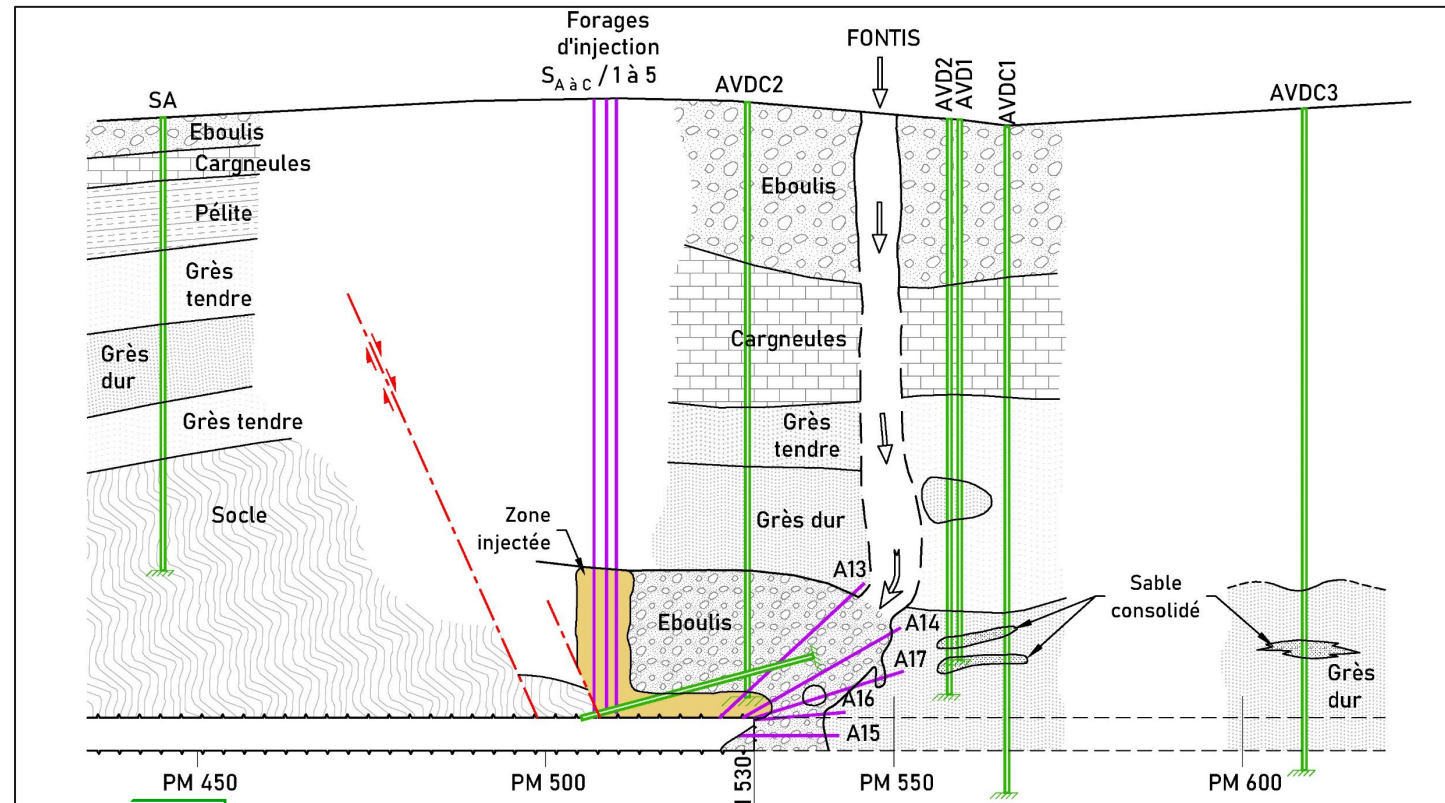 Forages
d'injection
S A à C / 1 à 5
FONTIS
SA
AVDC2
AVD2
AVD1
AVDC1
AVDC3
Eboulis
Cargneules
Pélite
Grès
tendre
Grès
dur
Grès tendre
Socle
Eboulis
Cargneules
Grès
tendre
Grès dur
Zone
injectée
Eboulis
A13
A14
A17
A16
A15
Sable
consolidé
Grès
dur
PM 450
PM 500
530
PM 550
PM 600